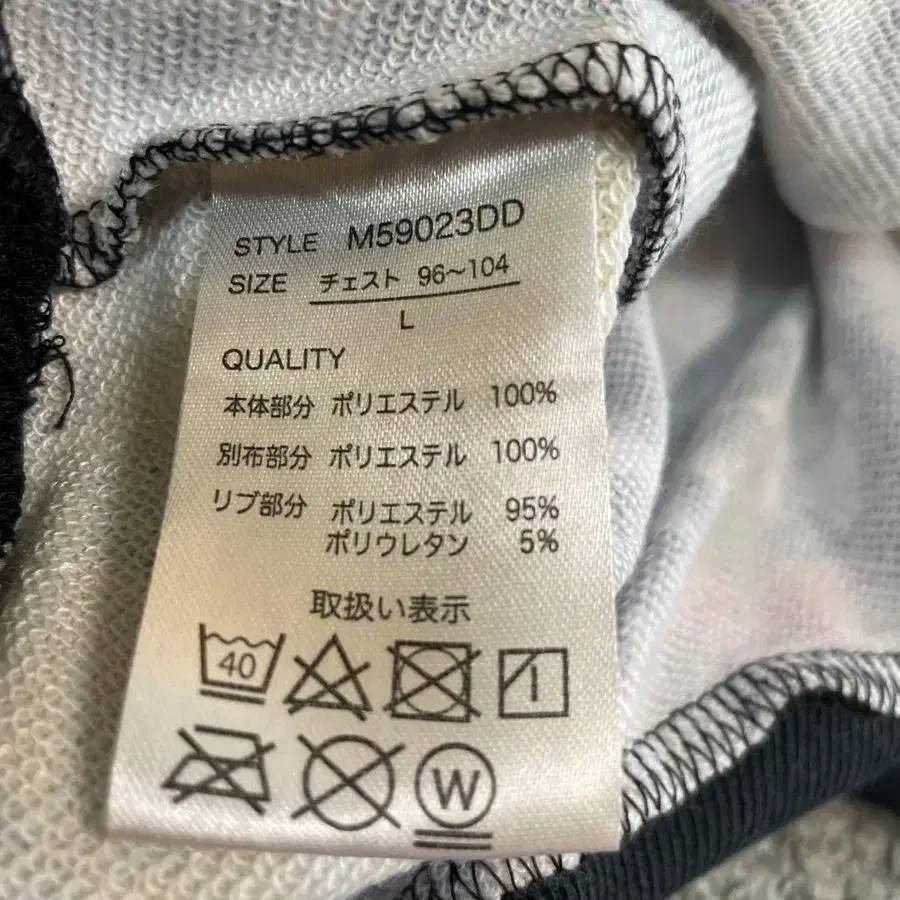 STYLE M59023DD
SIZE チェスト 96～104
L
QUALITY
本体部分 ポリエステル 100%
別布部分 ポリエステル 100%
リブ部分 ポリエステル 95%
ポリウレタン 5%
取扱い表示
40
W